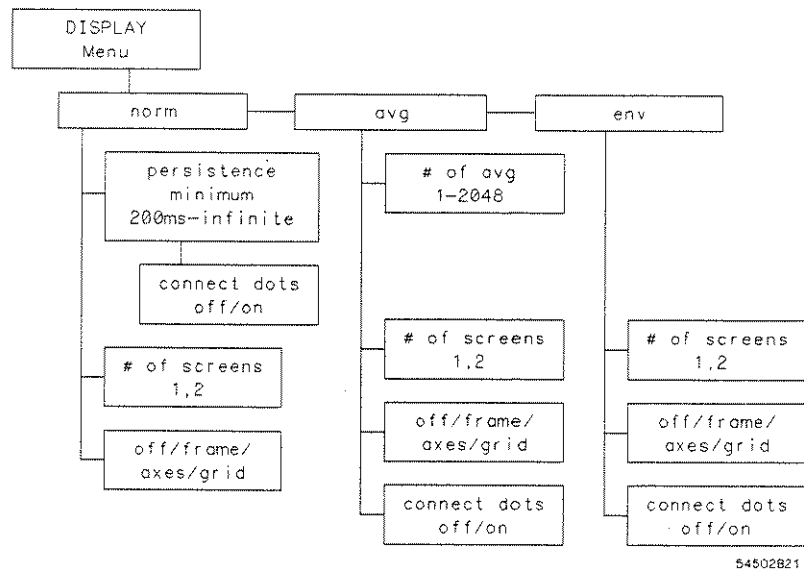 DISPLAY
Menu
norm
avg
env
persistence
minimum
200ms-infinite
connect dots
off/on
# of screens
1,2
off/frame/
axes/grid
# of avg
1-2048
# of screens
1,2
off/frame/
axes/grid
connect dots
off/on
# of screens
1,2
off/frame/
axes/grid
connect dots
off/on
54502B21